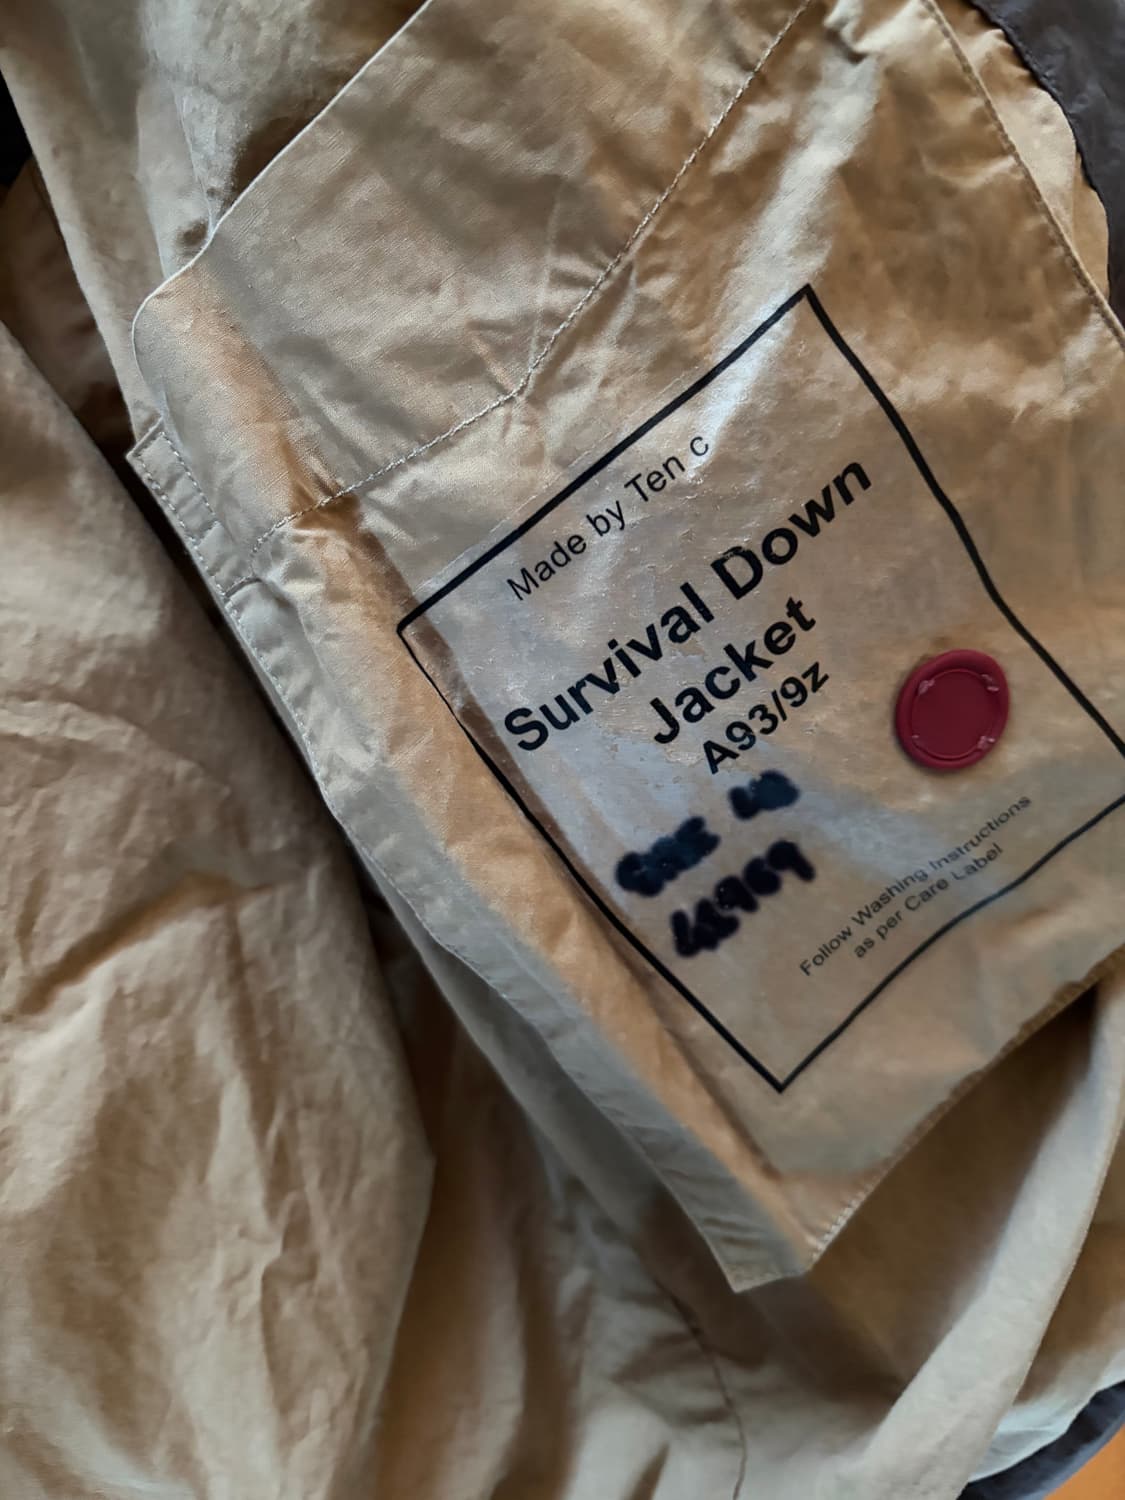 Made by Ten c
Survival Down
Jacket
A93/9z
Follow Washing Instructions
as per Care Label